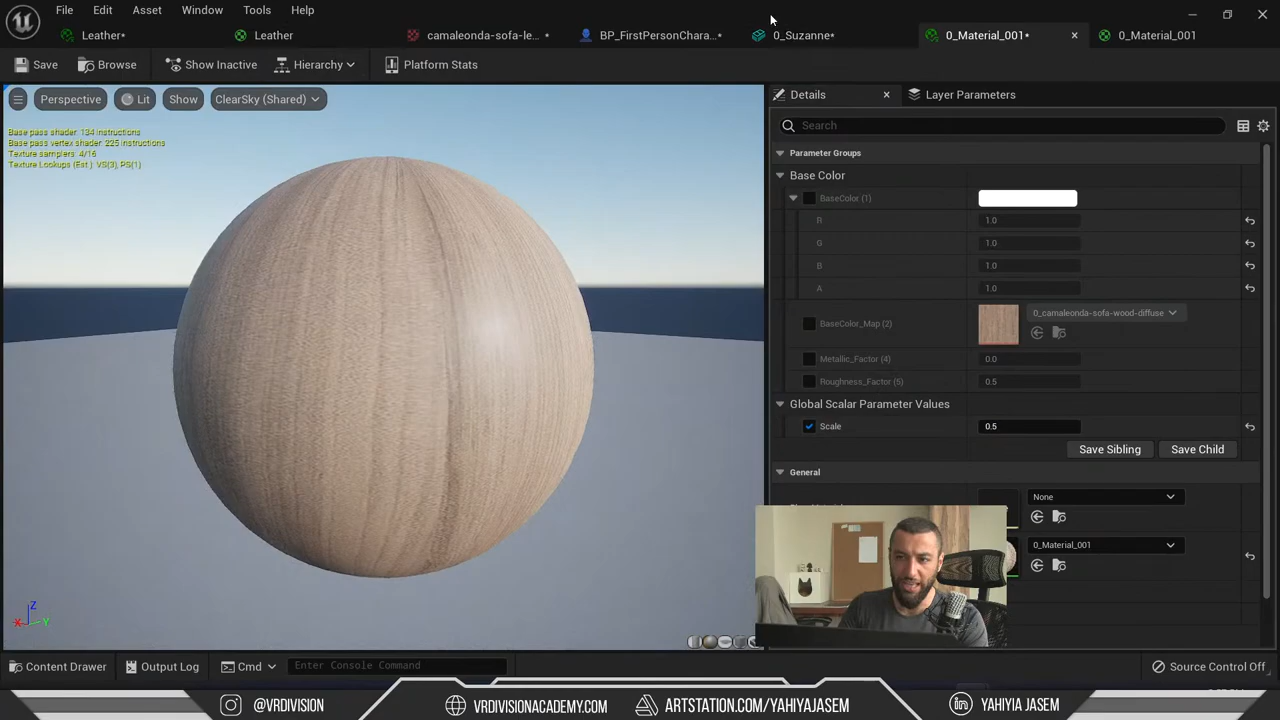 File Edit Window Tools Help
Leather* Leather camaleonda-sofa-le... * BP_FirstPersonChara...* 0_Suzanne* 0_Material_001* 0_Material_001
Save Browse Show Inactive Hierarchy Platform Stats
Perspective Lit Show ClearSky (Shared)
Base pass shader: 134 instructions
Base pass vertex shader: 225 instructions
Texture samplers: 4/16
Texture Lookups (Est.): VS(3), PS(1)
Details Layer Parameters
Search
Parameter Groups
Base Color
BaseColor (1)
R 1.0
G 1.0
B 1.0
A 1.0
BaseColor_Map (2) 0_camaleonda-sofa-wood-diffuse
Metallic_Factor (4) 0.0
Roughness_Factor (5) 0.5
Global Scalar Parameter Values
Scale 0.5
Save Sibling Save Child
General
None
0_Material_001
Z
X Y
Content Drawer Output Log Cmd Enter Console Command Source Control Off
@VRDIVISION VRDIVISIONACADEMY.COM ARTSTATION.COM/YAHIYAJASEM YAHIYIA JASEM